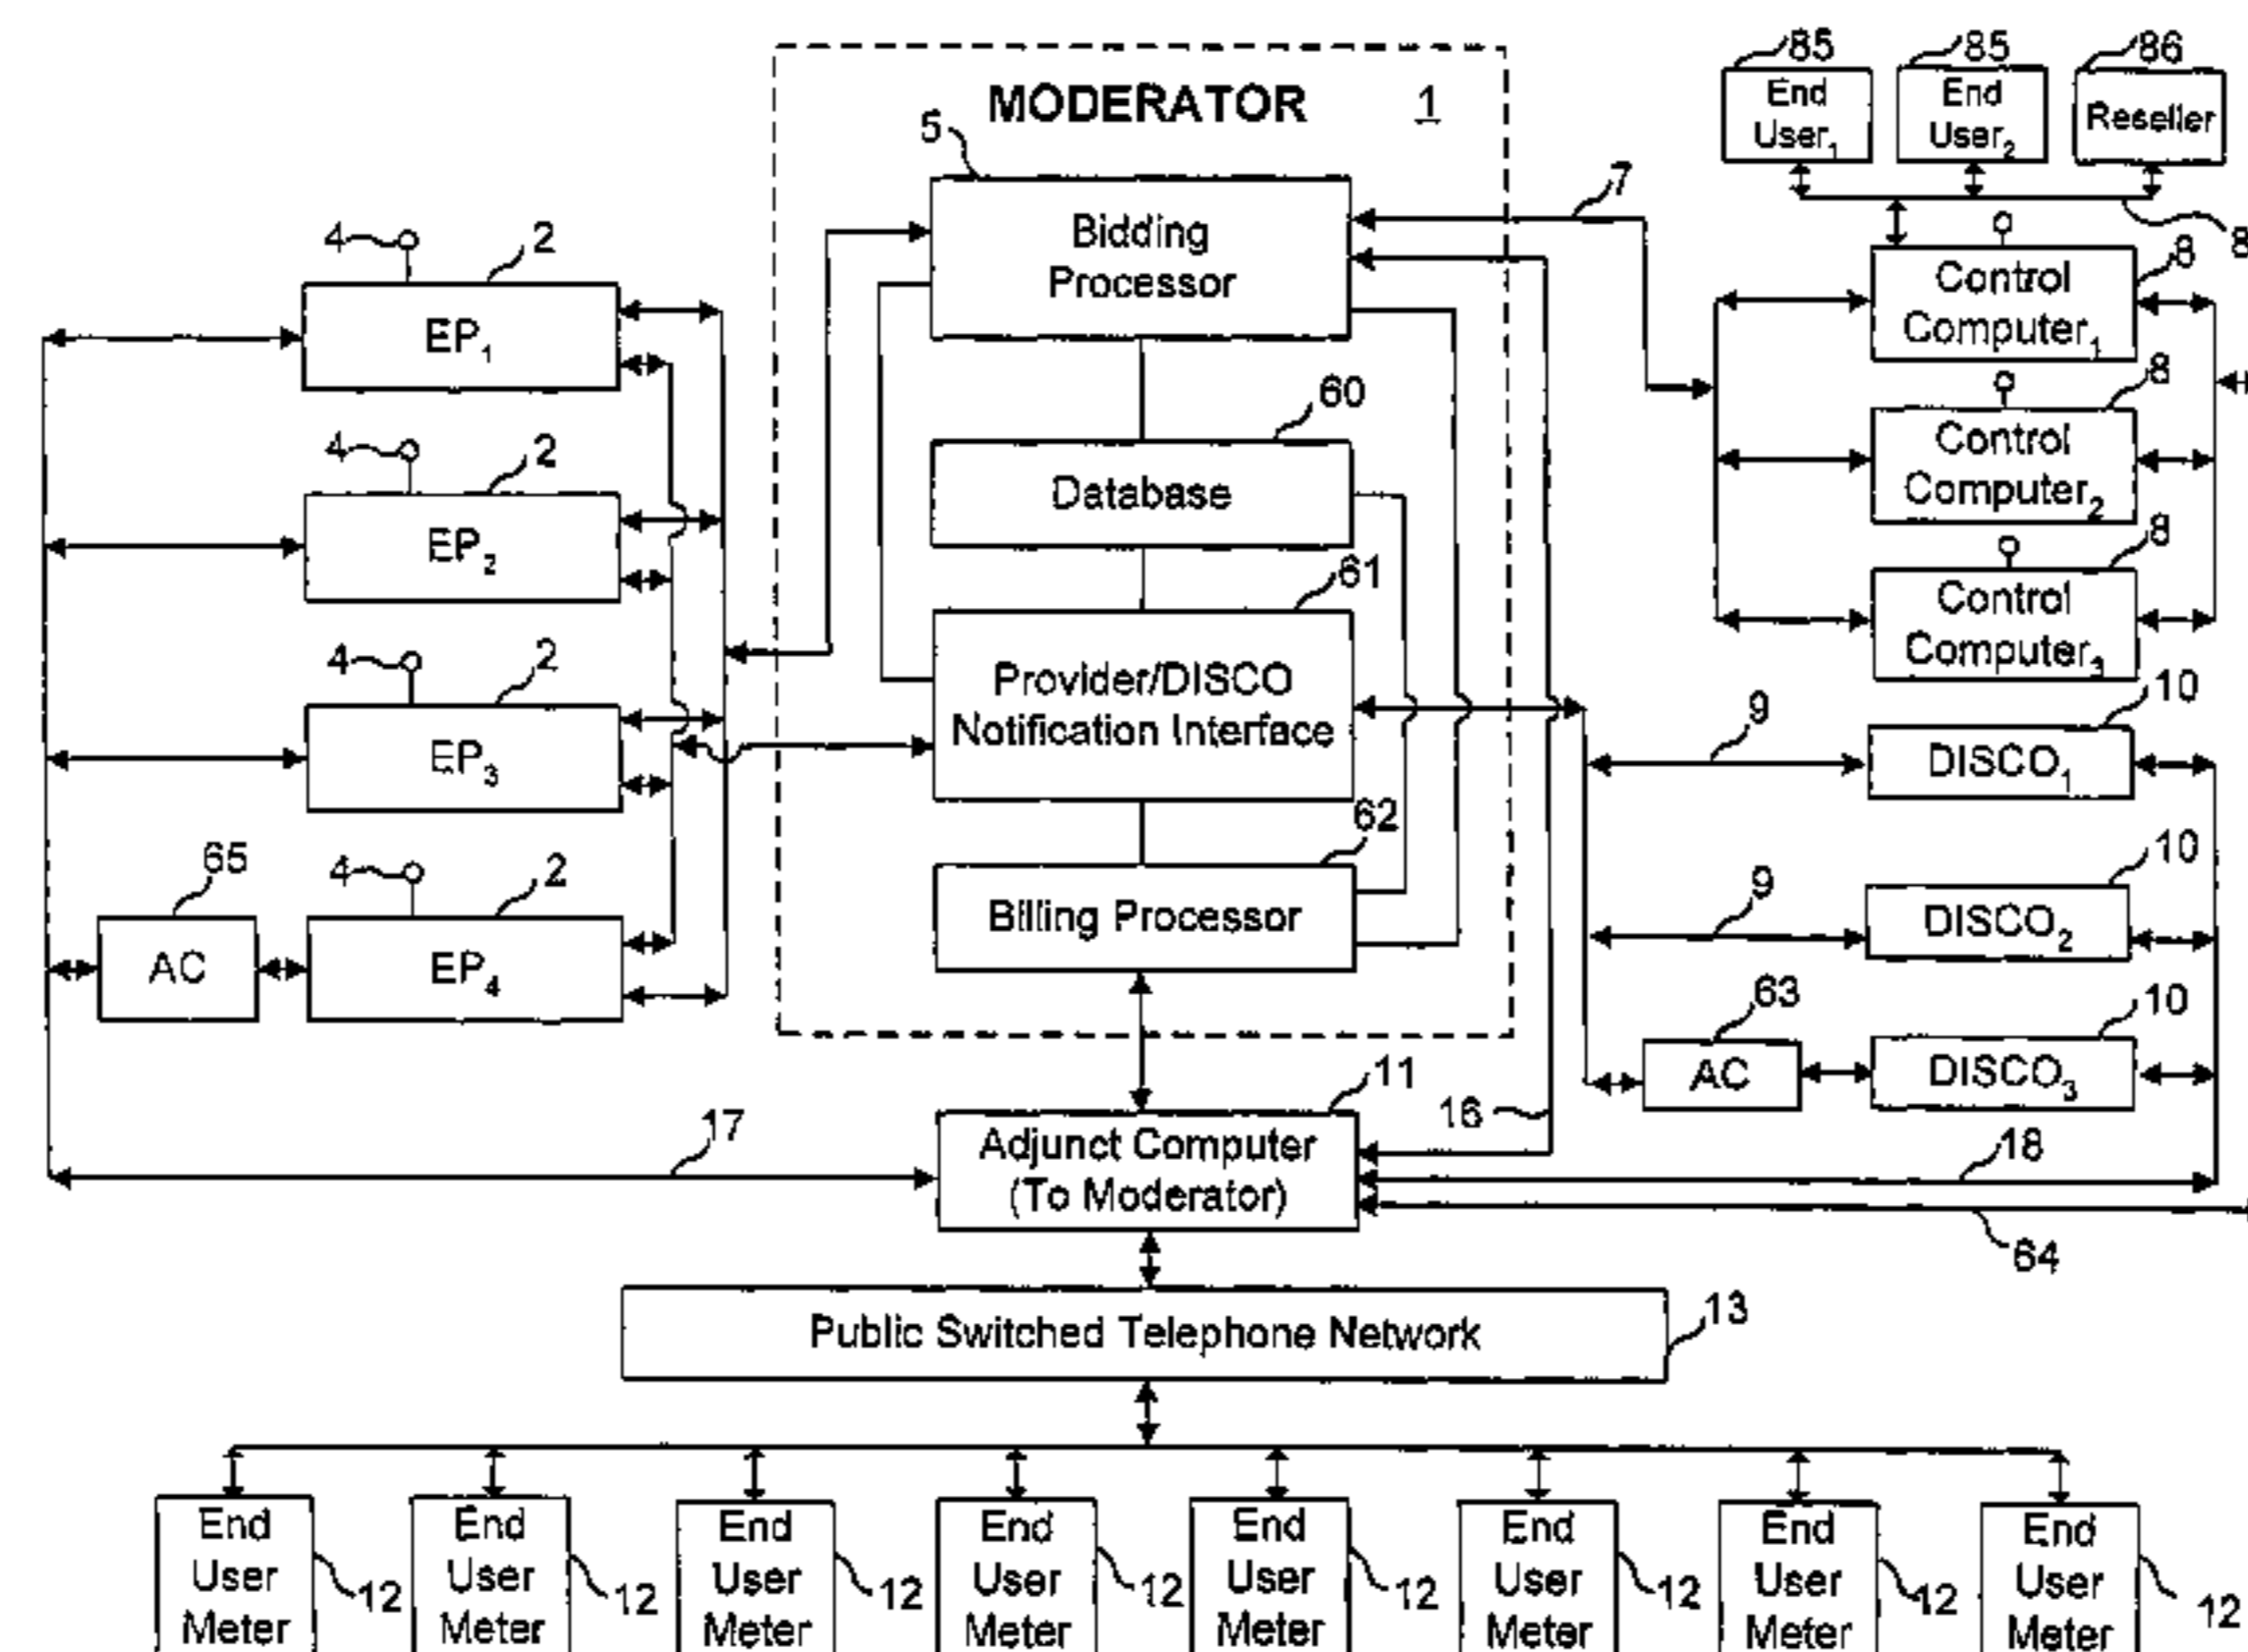 MODERATOR 1
85
85
86
End
User1
End
User2
Reseller
5
7
Bidding
Processor
4
2
EP1
8
Control
Computer1
60
8
Database
Control
Computer2
4
2
EP2
61
8
Control
Computer3
Provider/DISCO
Notification Interface
4
2
EP3
9
10
DISCO1
62
Billing Processor
65
AC
4
2
EP4
9
10
DISCO2
63
AC
10
DISCO3
11
Adjunct Computer
(To Moderator)
16
17
18
64
Public Switched Telephone Network
13
End
User
Meter
12
End
User
Meter
12
End
User
Meter
12
End
User
Meter
12
End
User
Meter
12
End
User
Meter
12
End
User
Meter
12
End
User
Meter
12